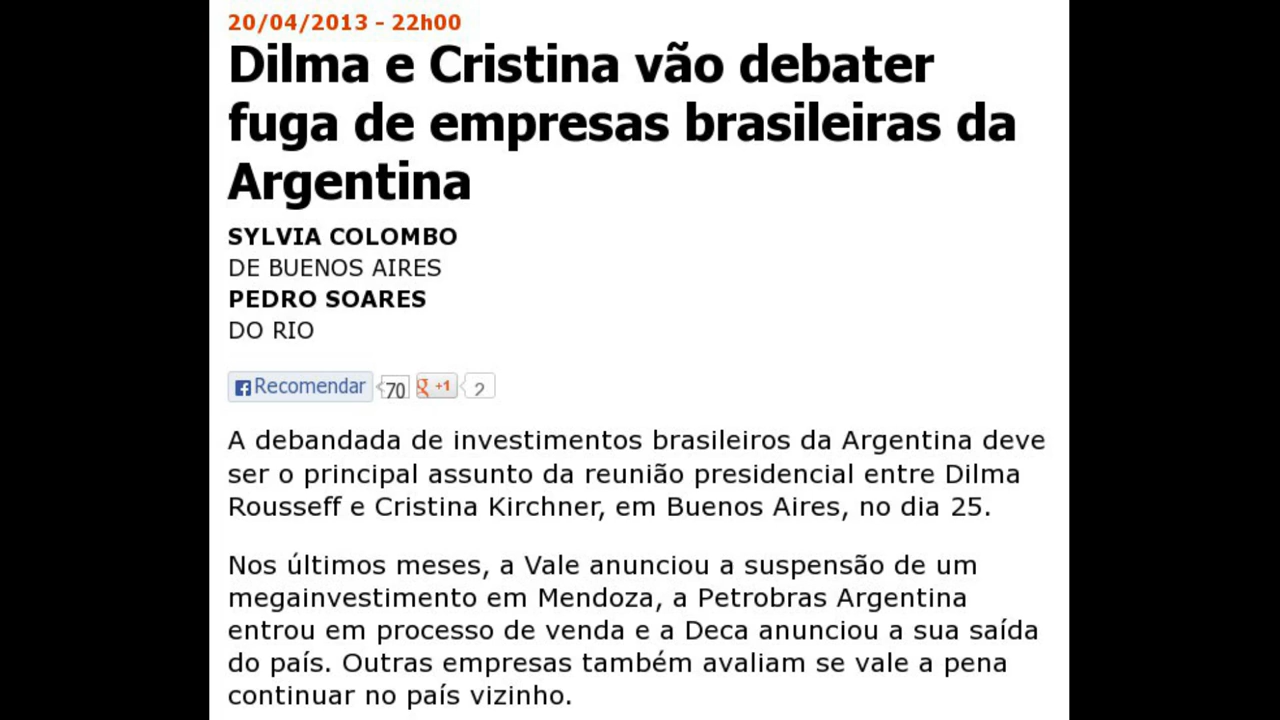 20/04/2013 - 22h00
Dilma e Cristina vão debater
fuga de empresas brasileiras da
Argentina
SYLVIA COLOMBO
DE BUENOS AIRES
PEDRO SOARES
DO RIO
Recomendar 70 +1 2
A debandada de investimentos brasileiros da Argentina deve
ser o principal assunto da reunião presidencial entre Dilma
Rousseff e Cristina Kirchner, em Buenos Aires, no dia 25.
Nos últimos meses, a Vale anunciou a suspensão de um
megainvestimento em Mendoza, a Petrobras Argentina
entrou em processo de venda e a Deca anunciou a sua saída
do país. Outras empresas também avaliam se vale a pena
continuar no país vizinho.